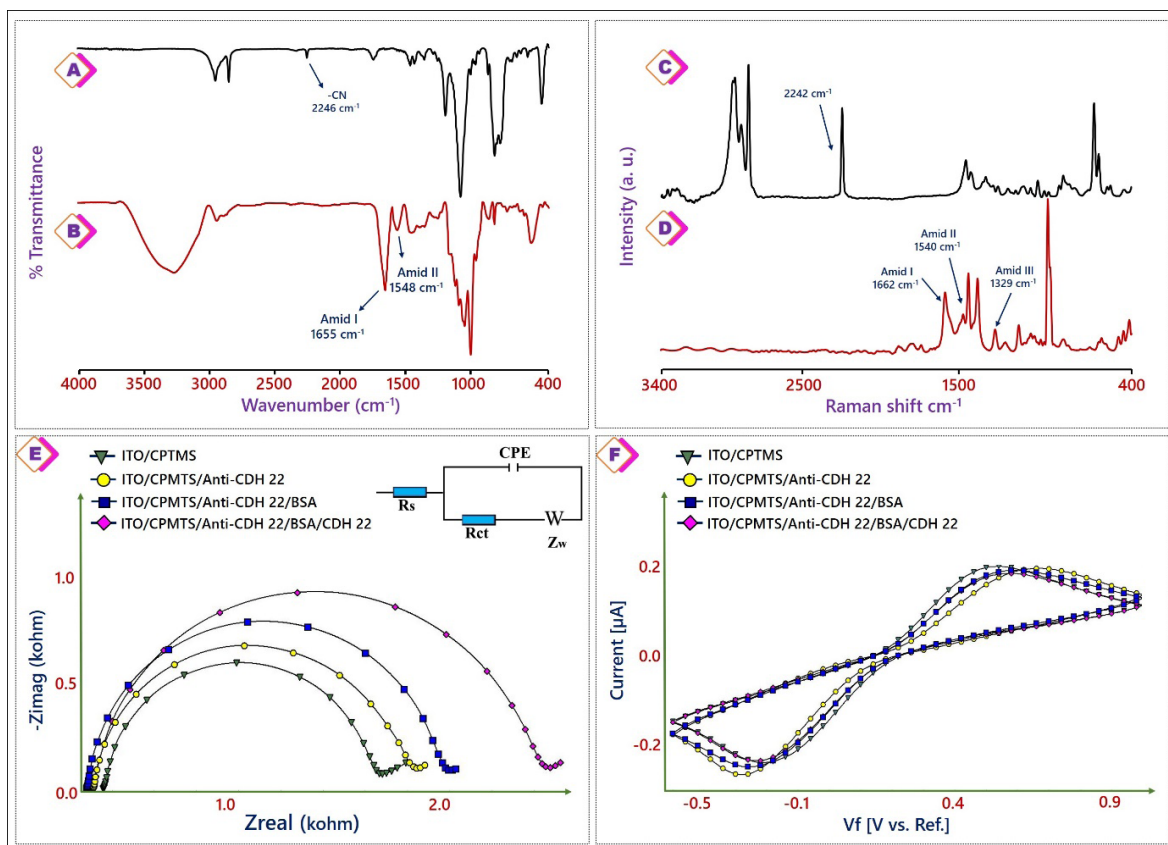 A
-CN
2246 cm⁻¹
B
Amid II
1548 cm⁻¹
Amid I
1655 cm⁻¹
% Transmittance
4000
3000
2000
1500
1000
400
Wavenumber (cm⁻¹)
C
2242 cm⁻¹
D
Amid II
1540 cm⁻¹
Amid I
1662 cm⁻¹
Amid III
1329 cm⁻¹
Intensity (a. u.)
3400
2500
1500
400
Raman shift cm⁻¹
E
ITO/CPTMS
ITO/CPMTS/Anti-CDH 22
ITO/CPMTS/Anti-CDH 22/BSA
ITO/CPMTS/Anti-CDH 22/BSA/CDH 22
CPE
Rs
Rct
W
Zw
-Zimag (kohm)
1.0
0.5
0.0
1.0
2.0
Zreal (kohm)
F
ITO/CPTMS
ITO/CPMTS/Anti-CDH 22
ITO/CPMTS/Anti-CDH 22/BSA
ITO/CPMTS/Anti-CDH 22/BSA/CDH 22
Current [µA]
0.2
0.0
-0.2
-0.5
-0.1
0.4
0.9
Vf [V vs. Ref.]